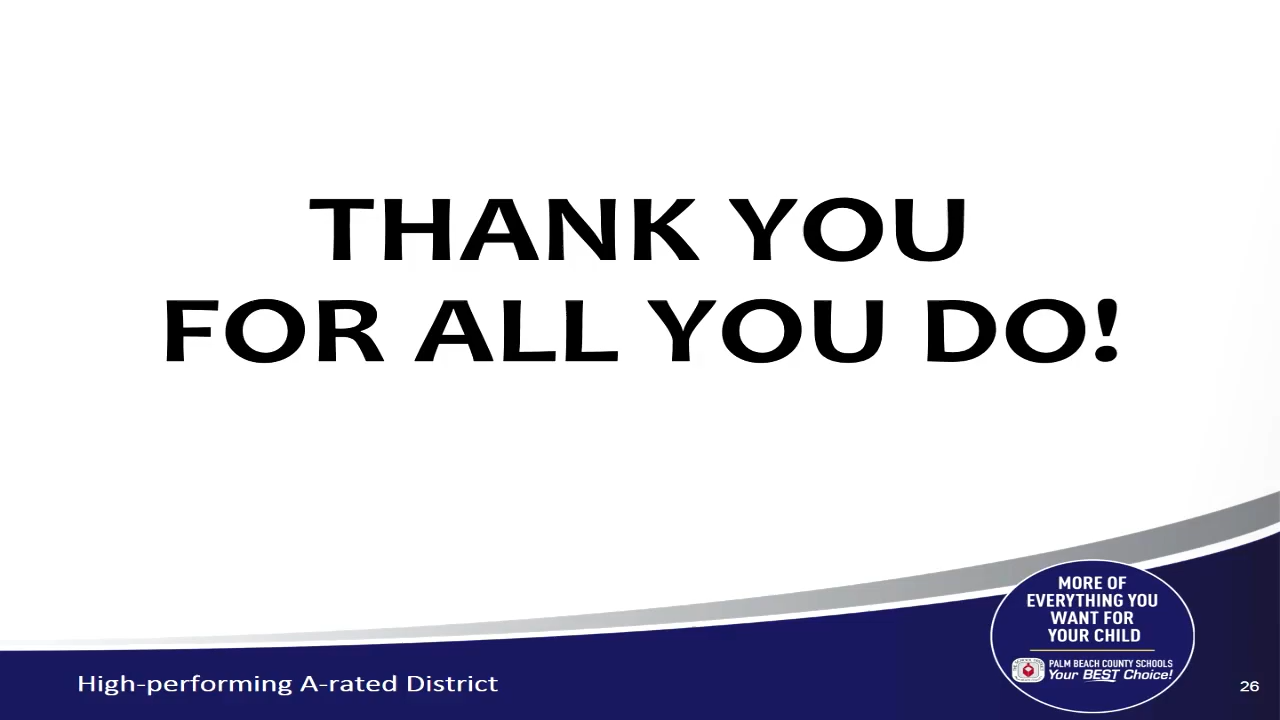 THANK YOU
FOR ALL YOU DO!
MORE OF
EVERYTHING YOU
WANT FOR
YOUR CHILD
PALM BEACH COUNTY SCHOOLS
Your BEST Choice!
High-performing A-rated District
26